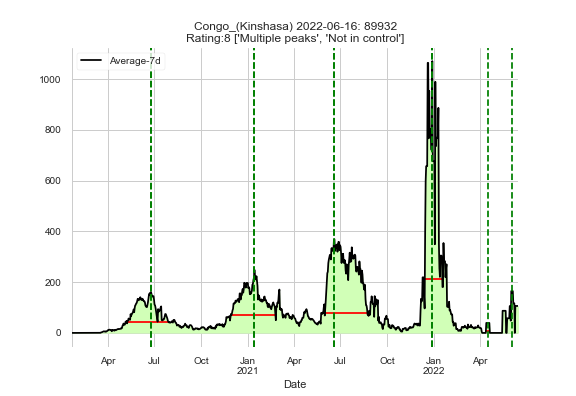 Congo_(Kinshasa) 2022-06-16: 89932
Rating:8 ['Multiple peaks', 'Not in control']
Average-7d
1000
800
600
400
200
0
Apr Jul Oct Jan Apr Jul Oct Jan Apr
2021 2022
Date